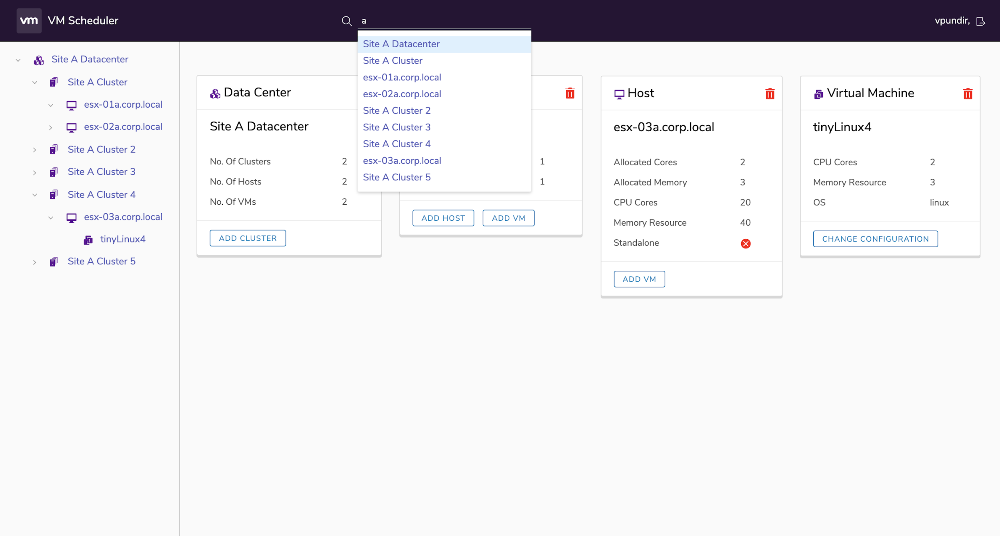 vm VM Scheduler
a
vpundir,
Site A Datacenter
Site A Cluster
esx-01a.corp.local
esx-02a.corp.local
Site A Cluster 2
Site A Cluster 3
Site A Cluster 4
esx-03a.corp.local
tinyLinux4
Site A Cluster 5
Site A Datacenter
Site A Cluster
esx-01a.corp.local
esx-02a.corp.local
Site A Cluster 2
Site A Cluster 3
Site A Cluster 4
esx-03a.corp.local
Site A Cluster 5
Data Center
Site A Datacenter
No. Of Clusters 2
No. Of Hosts 2
No. Of VMs 2
ADD CLUSTER
1
1
ADD HOST ADD VM
Host
esx-03a.corp.local
Allocated Cores 2
Allocated Memory 3
CPU Cores 20
Memory Resource 40
Standalone
ADD VM
Virtual Machine
tinyLinux4
CPU Cores 2
Memory Resource 3
OS linux
CHANGE CONFIGURATION